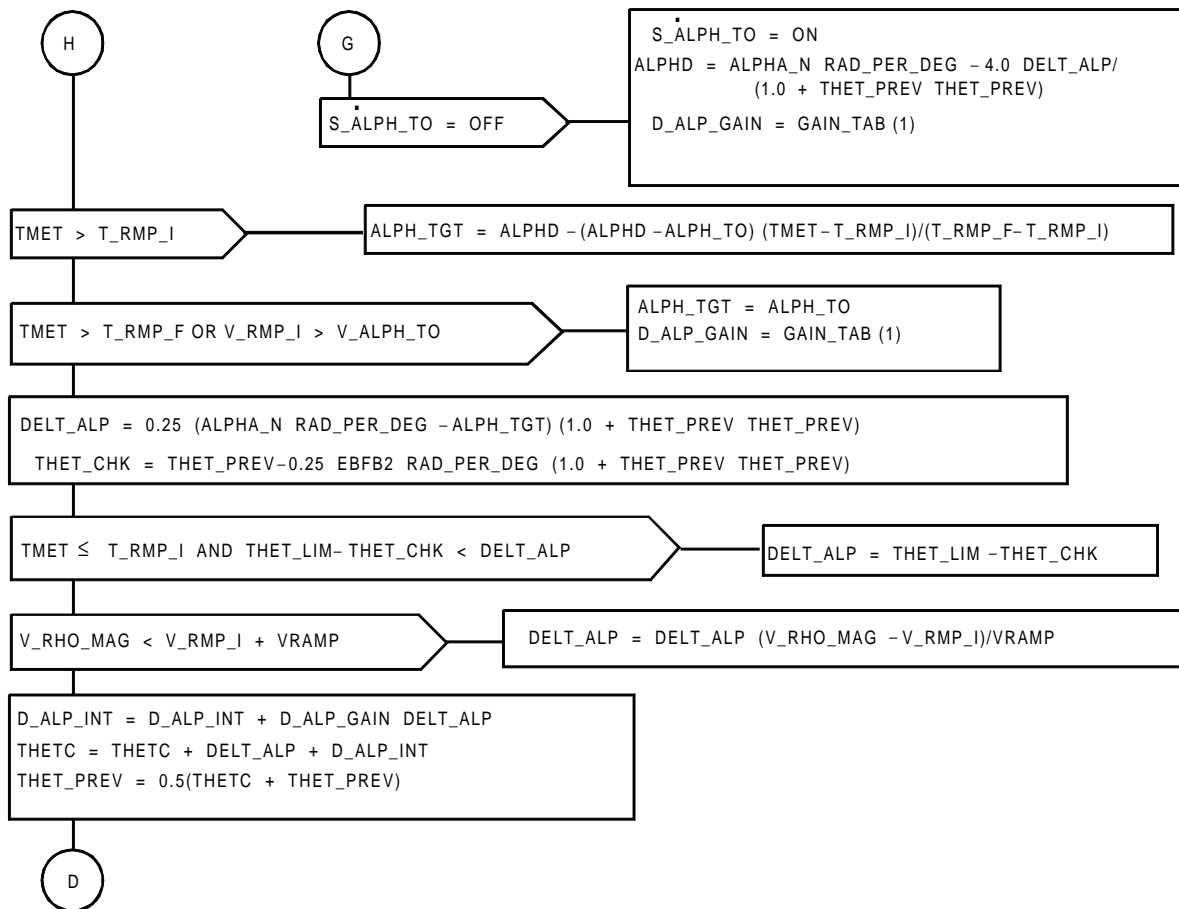 H
G
S_ALPH_TO = OFF
S_ALPH_TO = ON
ALPHD = ALPHA_N RAD_PER_DEG – 4.0 DELT_ALP/
(1.0 + THET_PREV THET_PREV)
D_ALP_GAIN = GAIN_TAB (1)
TMET > T_RMP_I
ALPH_TGT = ALPHD – (ALPHD – ALPH_TO) (TMET – T_RMP_I)/(T_RMP_F – T_RMP_I)
TMET > T_RMP_F OR V_RMP_I > V_ALPH_TO
ALPH_TGT = ALPH_TO
D_ALP_GAIN = GAIN_TAB (1)
DELT_ALP = 0.25 (ALPHA_N RAD_PER_DEG – ALPH_TGT) (1.0 + THET_PREV THET_PREV)
THET_CHK = THET_PREV – 0.25 EBFB2 RAD_PER_DEG (1.0 + THET_PREV THET_PREV)
TMET ≤ T_RMP_I AND THET_LIM – THET_CHK < DELT_ALP
DELT_ALP = THET_LIM – THET_CHK
V_RHO_MAG < V_RMP_I + VRAMP
DELT_ALP = DELT_ALP (V_RHO_MAG – V_RMP_I)/VRAMP
D_ALP_INT = D_ALP_INT + D_ALP_GAIN DELT_ALP
THETC = THETC + DELT_ALP + D_ALP_INT
THET_PREV = 0.5(THETC + THET_PREV)
D